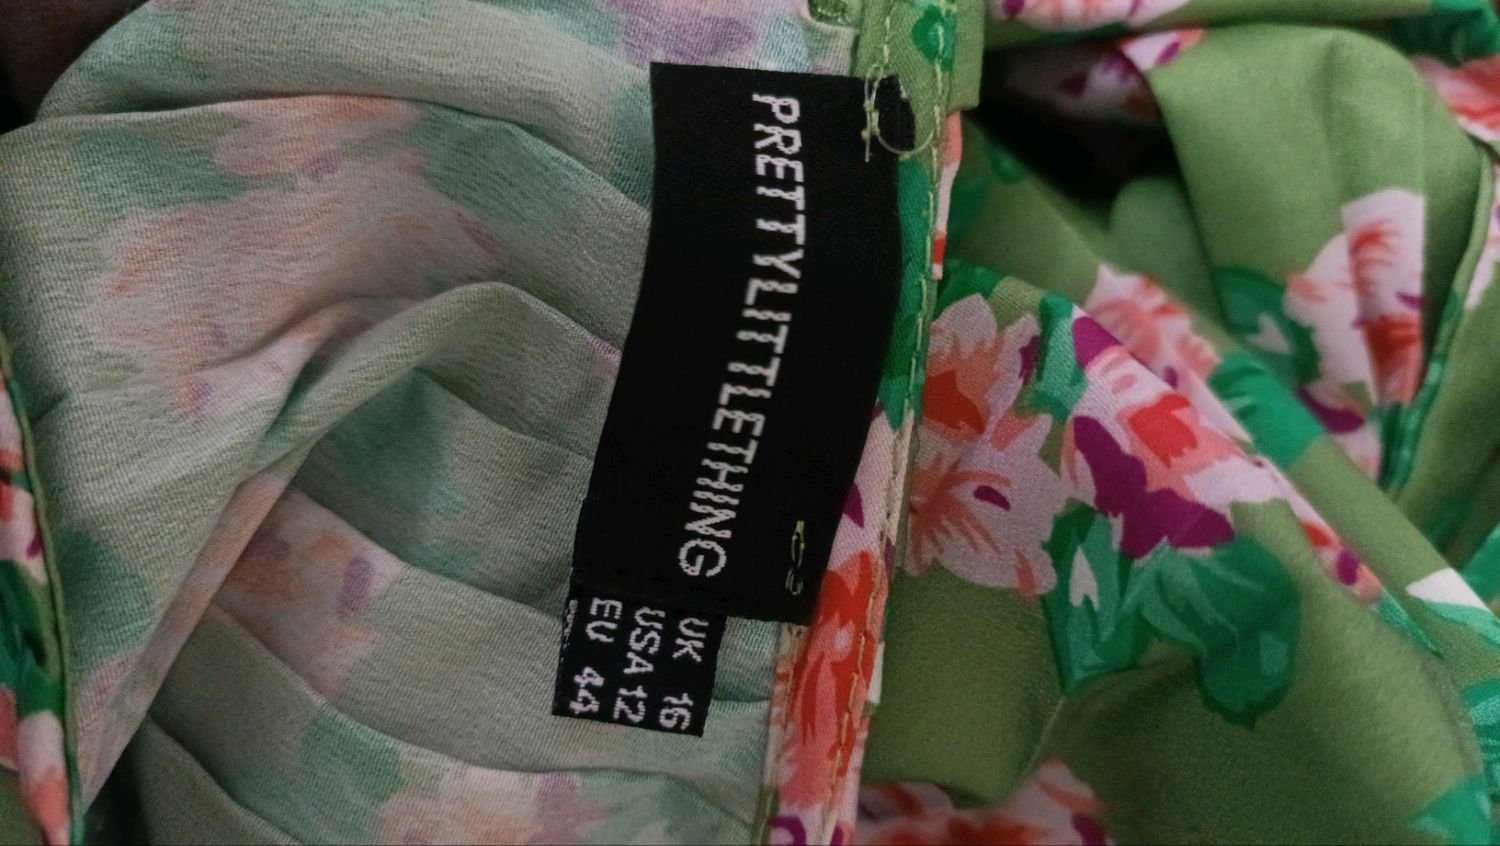 PRETTYLITTLETHING
UK 16
USA 12
EU 44